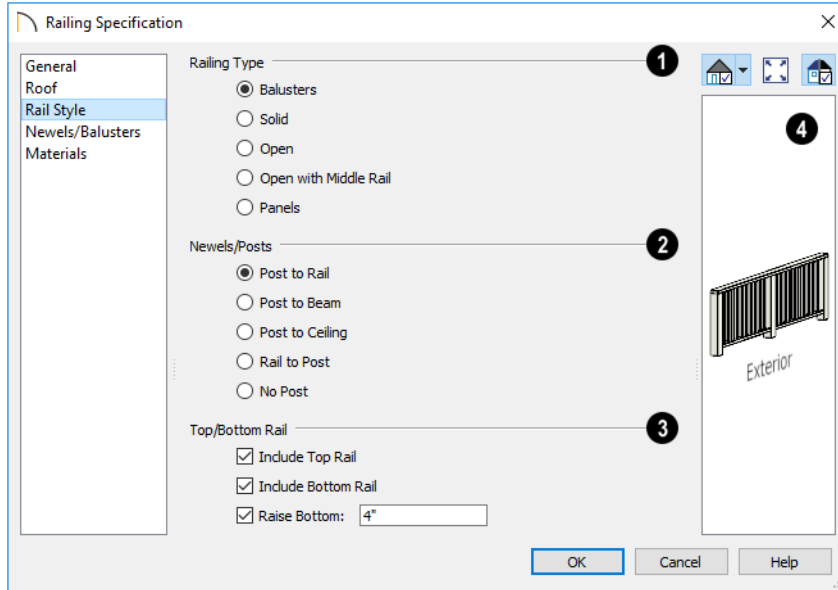 Railing Specification
General
Roof
Rail Style
Newels/Balusters
Materials
Railing Type
1
Balusters
Solid
Open
Open with Middle Rail
Panels
Newels/Posts
2
Post to Rail
Post to Beam
Post to Ceiling
Rail to Post
No Post
Top/Bottom Rail
3
Include Top Rail
Include Bottom Rail
Raise Bottom: 4"
4
Exterior
OK
Cancel
Help